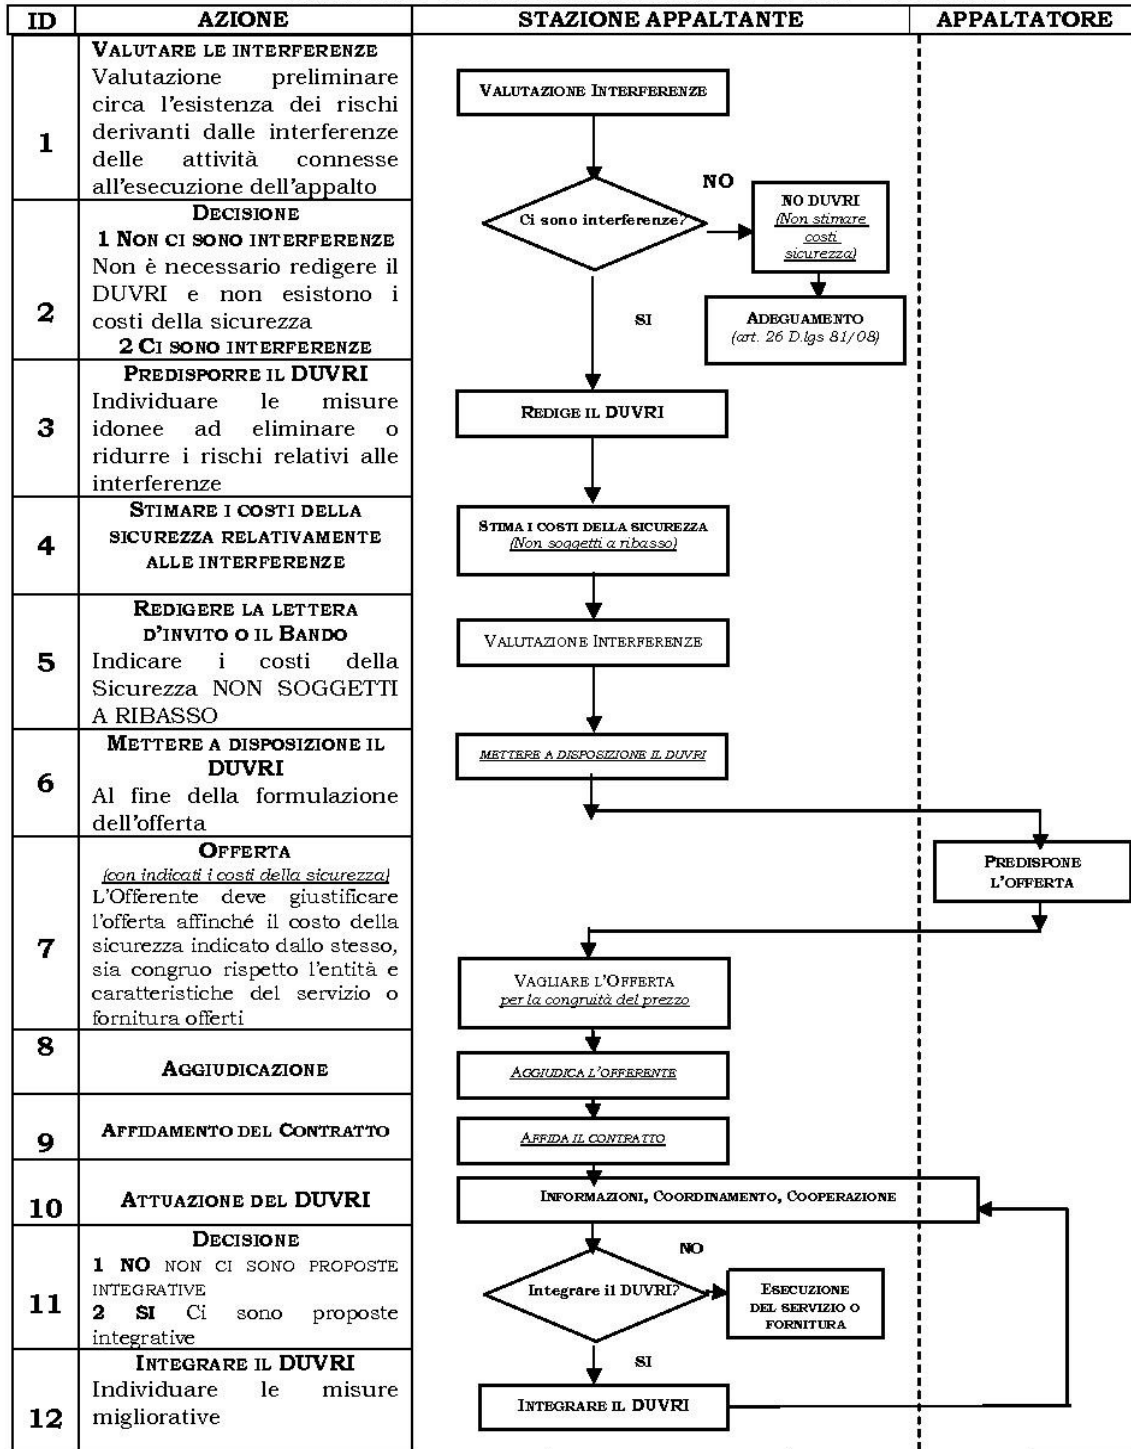 ID AZIONE STAZIONE APPALTANTE APPALTATORE
1
VALUTARE LE INTERFERENZE
Valutazione preliminare
circa l'esistenza dei rischi
derivanti dalle interferenze
delle attività connesse
all'esecuzione dell'appalto
VALUTAZIONE INTERFERENZE
Ci sono interferenze?
NO
NO DUVRI
(Non stimare
costi
sicurezza)
2
DECISIONE
1 NON CI SONO INTERFERENZE
Non è necessario redigere il
DUVRI e non esistono i
costi della sicurezza
2 CI SONO INTERFERENZE
SI
ADEGUAMENTO
(art. 26 D.lgs 81/08)
3
PREDISPORRE IL DUVRI
Individuare le misure
idonee ad eliminare o
ridurre i rischi relativi alle
interferenze
REDIGE IL DUVRI
4
STIMARE I COSTI DELLA
SICUREZZA RELATIVAMENTE
ALLE INTERFERENZE
STIMA I COSTI DELLA SICUREZZA
(Non soggetti a ribasso)
5
REDIGERE LA LETTERA
D'INVITO O IL BANDO
Indicare i costi della
Sicurezza NON SOGGETTI
A RIBASSO
VALUTAZIONE INTERFERENZE
6
METTERE A DISPOSIZIONE IL
DUVRI
Al fine della formulazione
dell'offerta
METTERE A DISPOSIZIONE IL DUVRI
7
OFFERTA
(con indicati i costi della sicurezza)
L'Offerente deve giustificare
l'offerta affinché il costo della
sicurezza indicato dallo stesso,
sia congruo rispetto l'entità e
caratteristiche del servizio o
fornitura offerti
PREDISPONE
L'OFFERTA
VAGLIARE L'OFFERTA
per la congruità del prezzo
8
AGGIUDICAZIONE
AGGIUDICA L'OFFERENTE
9
AFFIDAMENTO DEL CONTRATTO
AFFIDA IL CONTRATTO
10
ATTUAZIONE DEL DUVRI
INFORMAZIONI, COORDINAMENTO, COOPERAZIONE
11
DECISIONE
1 NO NON CI SONO PROPOSTE
INTEGRATIVE
2 SI Ci sono proposte
integrative
Integrare il DUVRI?
NO
ESECUZIONE
DEL SERVIZIO O
FORNITURA
SI
12
INTEGRARE IL DUVRI
Individuare le misure
migliorative
INTEGRARE IL DUVRI